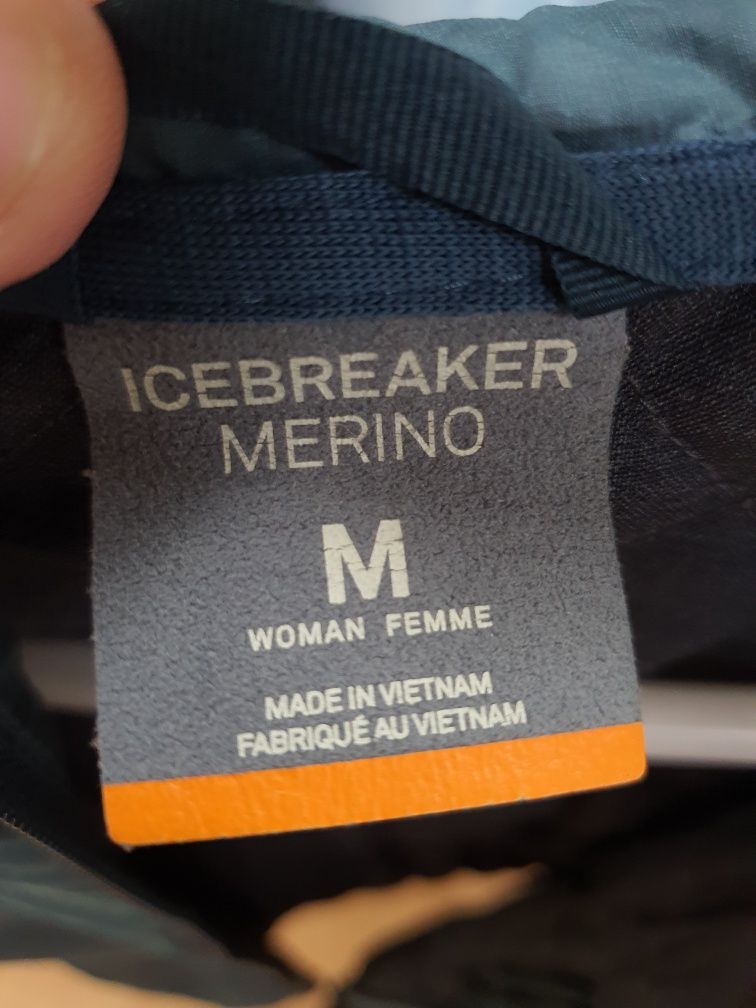 ICEBREAKER
MERINO
M
WOMAN FEMME
MADE IN VIETNAM
FABRIQUÉ AU VIETNAM